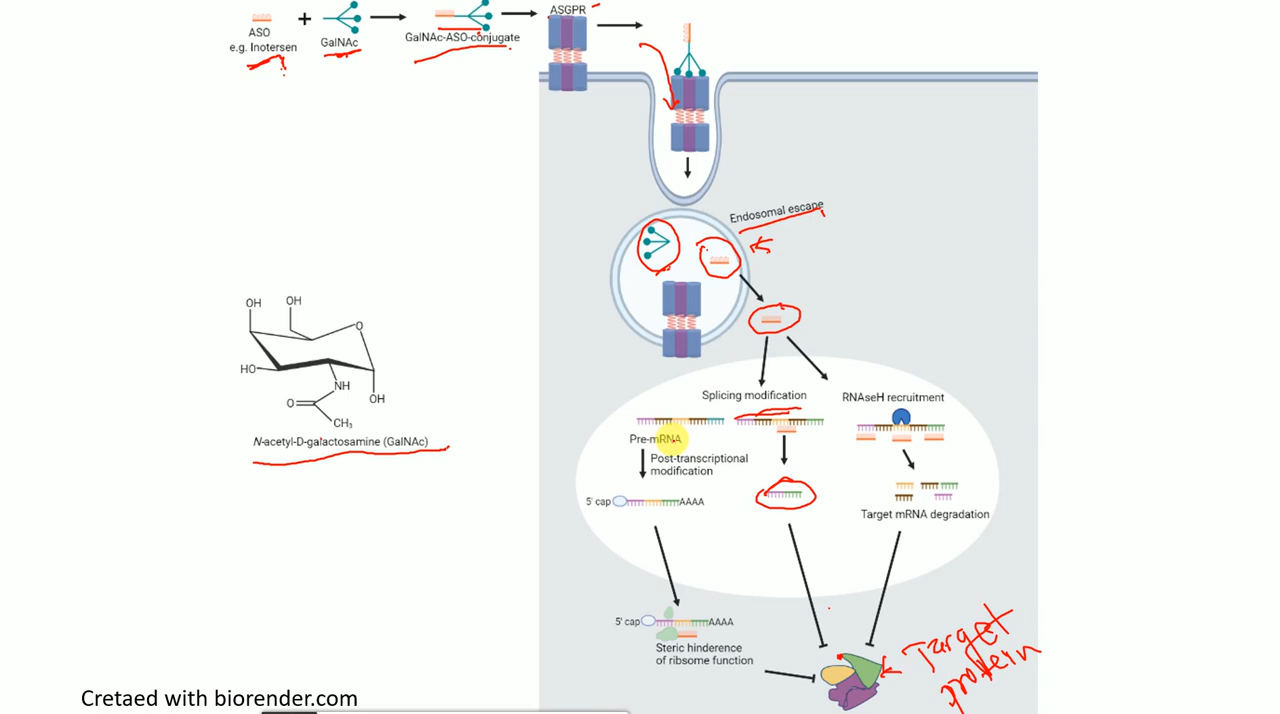 ASO
e.g. Inotersen
+
GalNAc
GalNAc-ASO-conjugate
ASGPR
Endosomal escape
OH
OH
O
HO
NH
OH
O
CH3
N-acetyl-D-galactosamine (GalNAc)
Splicing modification
RNAseH recruitment
Pre-mRNA
Post-transcriptional
modification
5' cap
AAAA
Target mRNA degradation
5' cap
AAAA
Steric hinderence
of ribsome function
Target
protein
Cretaed with biorender.com